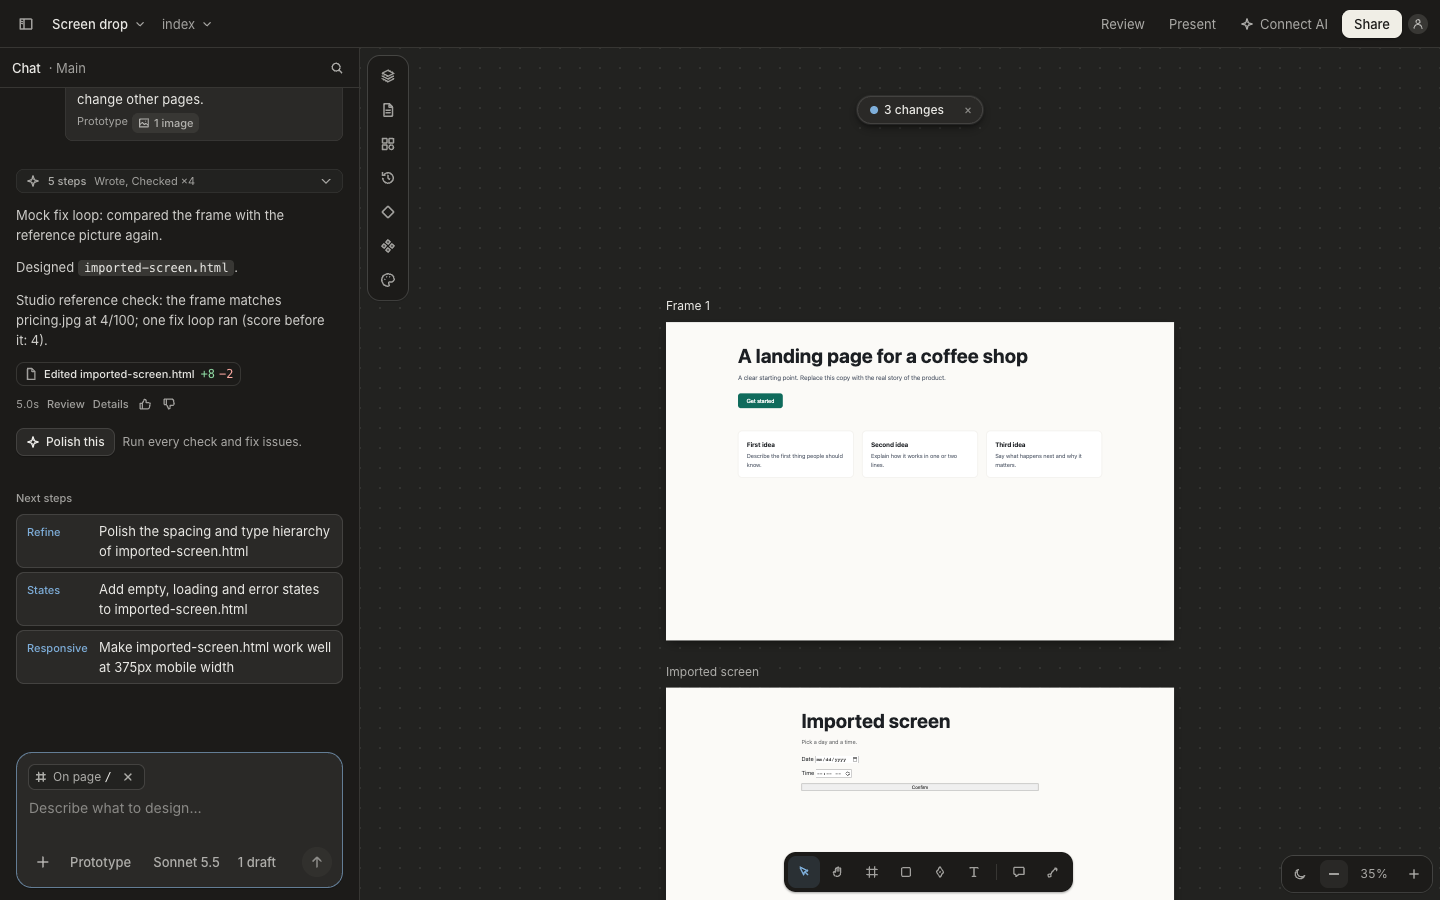 Screen drop
index
Review
Present
Connect AI
Share
Chat · Main
change other pages.
Prototype
1 image
5 steps Wrote, Checked ×4
Mock fix loop: compared the frame with the
reference picture again.
Designed imported-screen.html.
Studio reference check: the frame matches
pricing.jpg at 4/100; one fix loop ran (score before
it: 4).
Edited imported-screen.html +8 −2
5.0s Review Details
Polish this
Run every check and fix issues.
Next steps
Refine
Polish the spacing and type hierarchy
of imported-screen.html
States
Add empty, loading and error states
to imported-screen.html
Responsive
Make imported-screen.html work well
at 375px mobile width
On page /
Describe what to design...
Prototype
Sonnet 5.5
1 draft
3 changes
Frame 1
A landing page for a coffee shop
A clear starting point. Replace this copy with the real story of the product.
Get started
First idea
Describe the first thing people should
know.
Second idea
Explain how it works in one or two
lines.
Third idea
Say what happens next and why it
matters.
Imported screen
Imported screen
Pick a day and a time.
Date mm/dd/yyyy
Time --:-- --
Confirm
35%